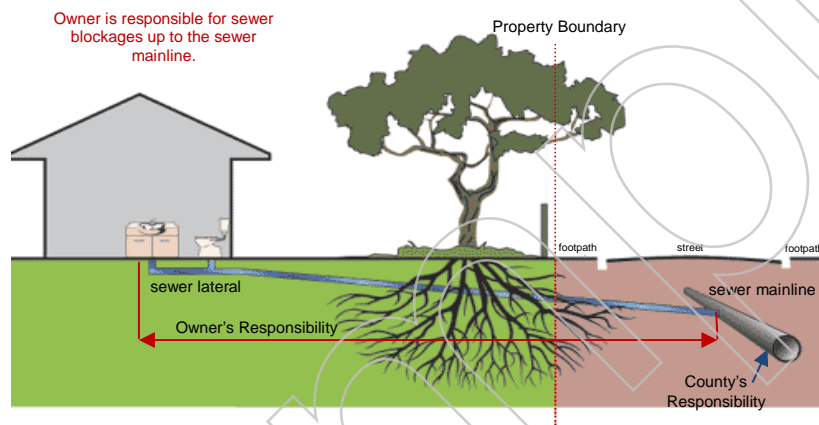 Owner is responsible for sewer
blockages up to the sewer
mainline.
Property Boundary
footpath
street
footpath
sewer lateral
sewer mainline
Owner's Responsibility
County's
Responsibility